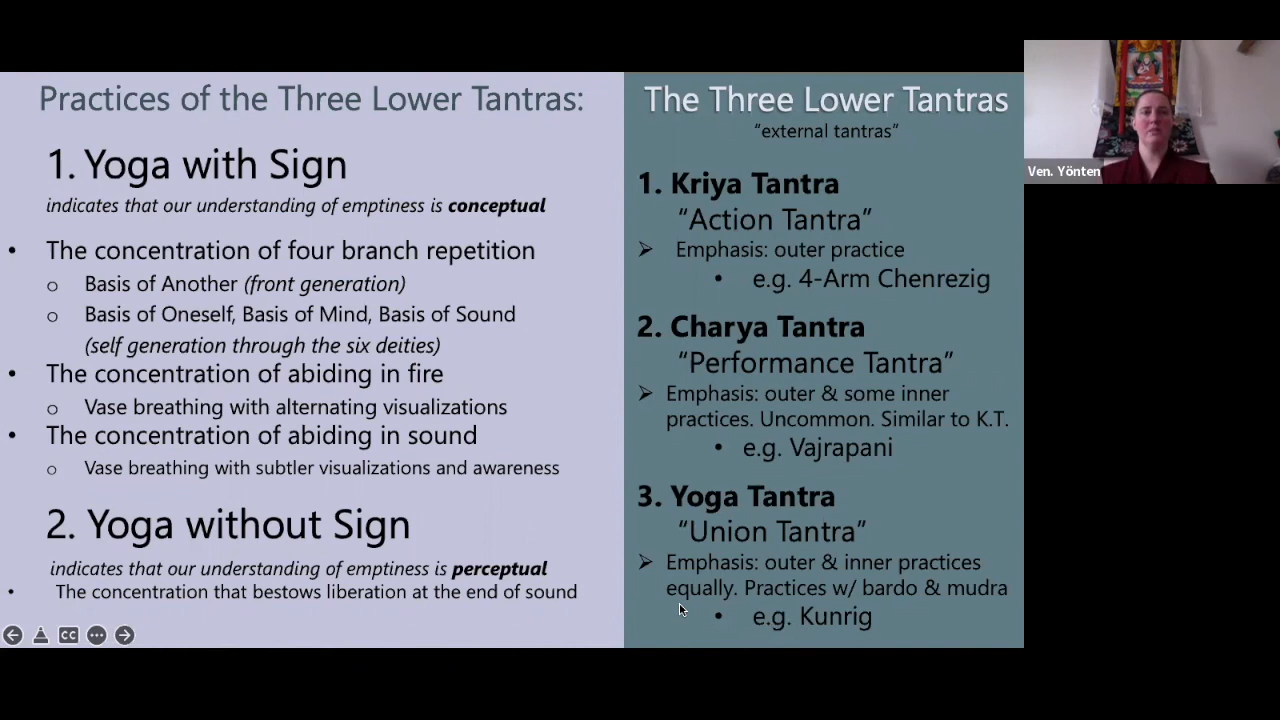 Practices of the Three Lower Tantras:
1. Yoga with Sign
indicates that our understanding of emptiness is conceptual
• The concentration of four branch repetition
o Basis of Another (front generation)
o Basis of Oneself, Basis of Mind, Basis of Sound
(self generation through the six deities)
• The concentration of abiding in fire
o Vase breathing with alternating visualizations
• The concentration of abiding in sound
o Vase breathing with subtler visualizations and awareness
2. Yoga without Sign
indicates that our understanding of emptiness is perceptual
• The concentration that bestows liberation at the end of sound
CC
The Three Lower Tantras
“external tantras”
1. Kriya Tantra
“Action Tantra”
➢ Emphasis: outer practice
• e.g. 4-Arm Chenrezig
2. Charya Tantra
“Performance Tantra”
➢ Emphasis: outer & some inner
practices. Uncommon. Similar to K.T.
• e.g. Vajrapani
3. Yoga Tantra
“Union Tantra”
➢ Emphasis: outer & inner practices
equally. Practices w/ bardo & mudra
• e.g. Kunrig
Ven. Yönten